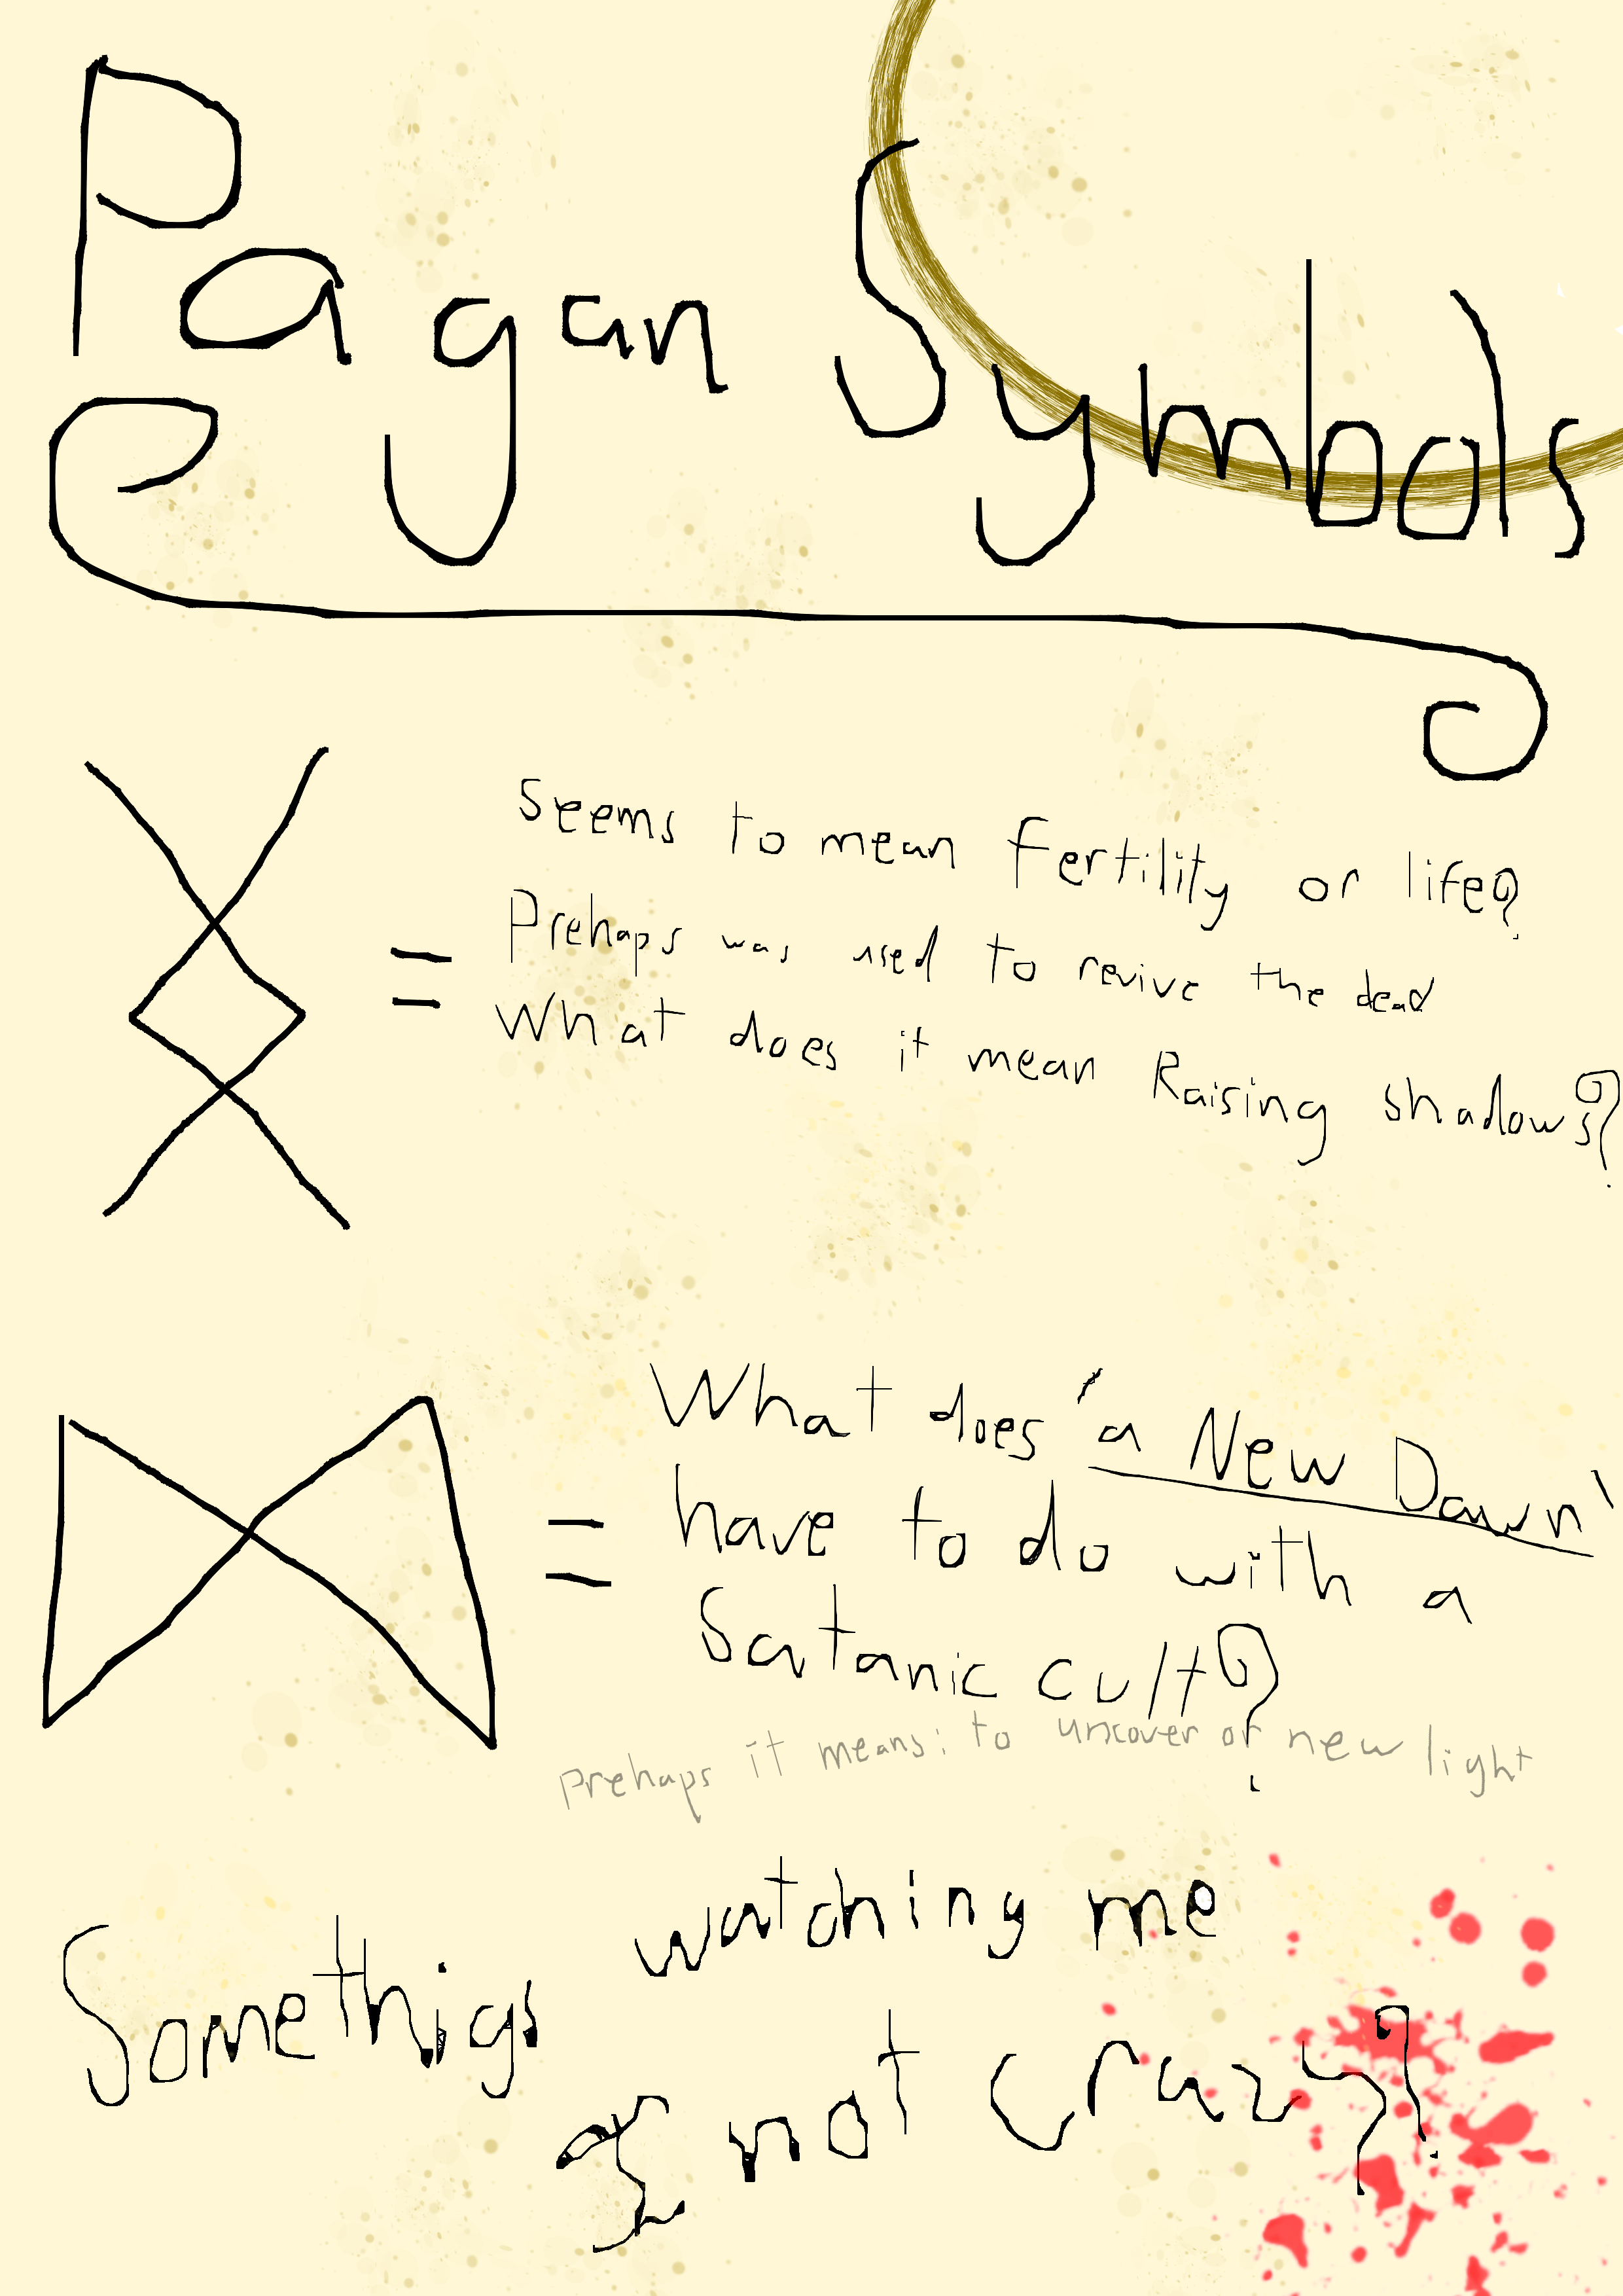 Pagan Symbols
= seems to mean Fertility or life?
Prehaps was used to revive the dead
What does it mean Raising shadows?
= What does 'a New Dawn'
have to do with a
Satanic cult?
Prehaps it means: to uncover or new light
Somethigs watching me
I not crazy?